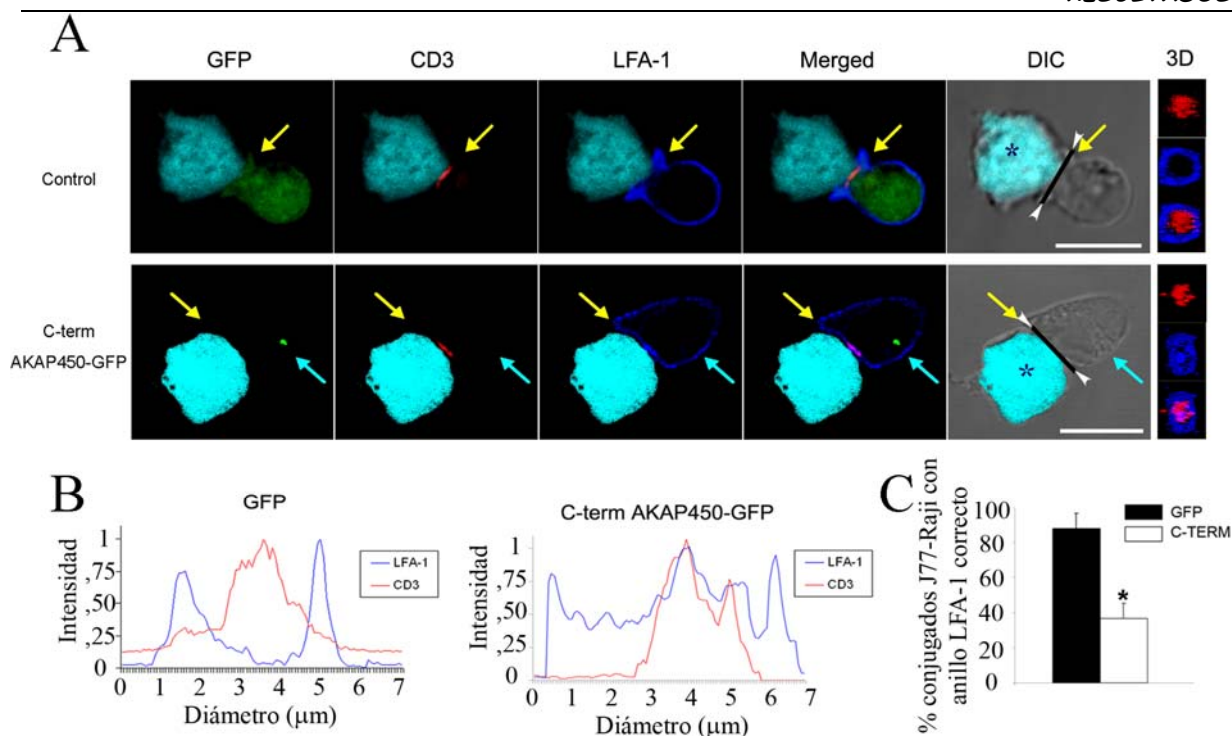 A
GFP CD3 LFA-1 Merged DIC 3D
Control
*
C-term
AKAP450-GFP
*
B
GFP
Intensidad
1
,75
,50
,25
0
LFA-1
CD3
0 1 2 3 4 5 6 7
Diámetro (µm)
C-term AKAP450-GFP
Intensidad
1
,75
,50
,25
0
LFA-1
CD3
0 1 2 3 4 5 6 7
Diámetro (µm)
C
% conjugados J77-Raji con
anillo LFA-1 correcto
100
80
60
40
20
0
GFP
C-TERM
*